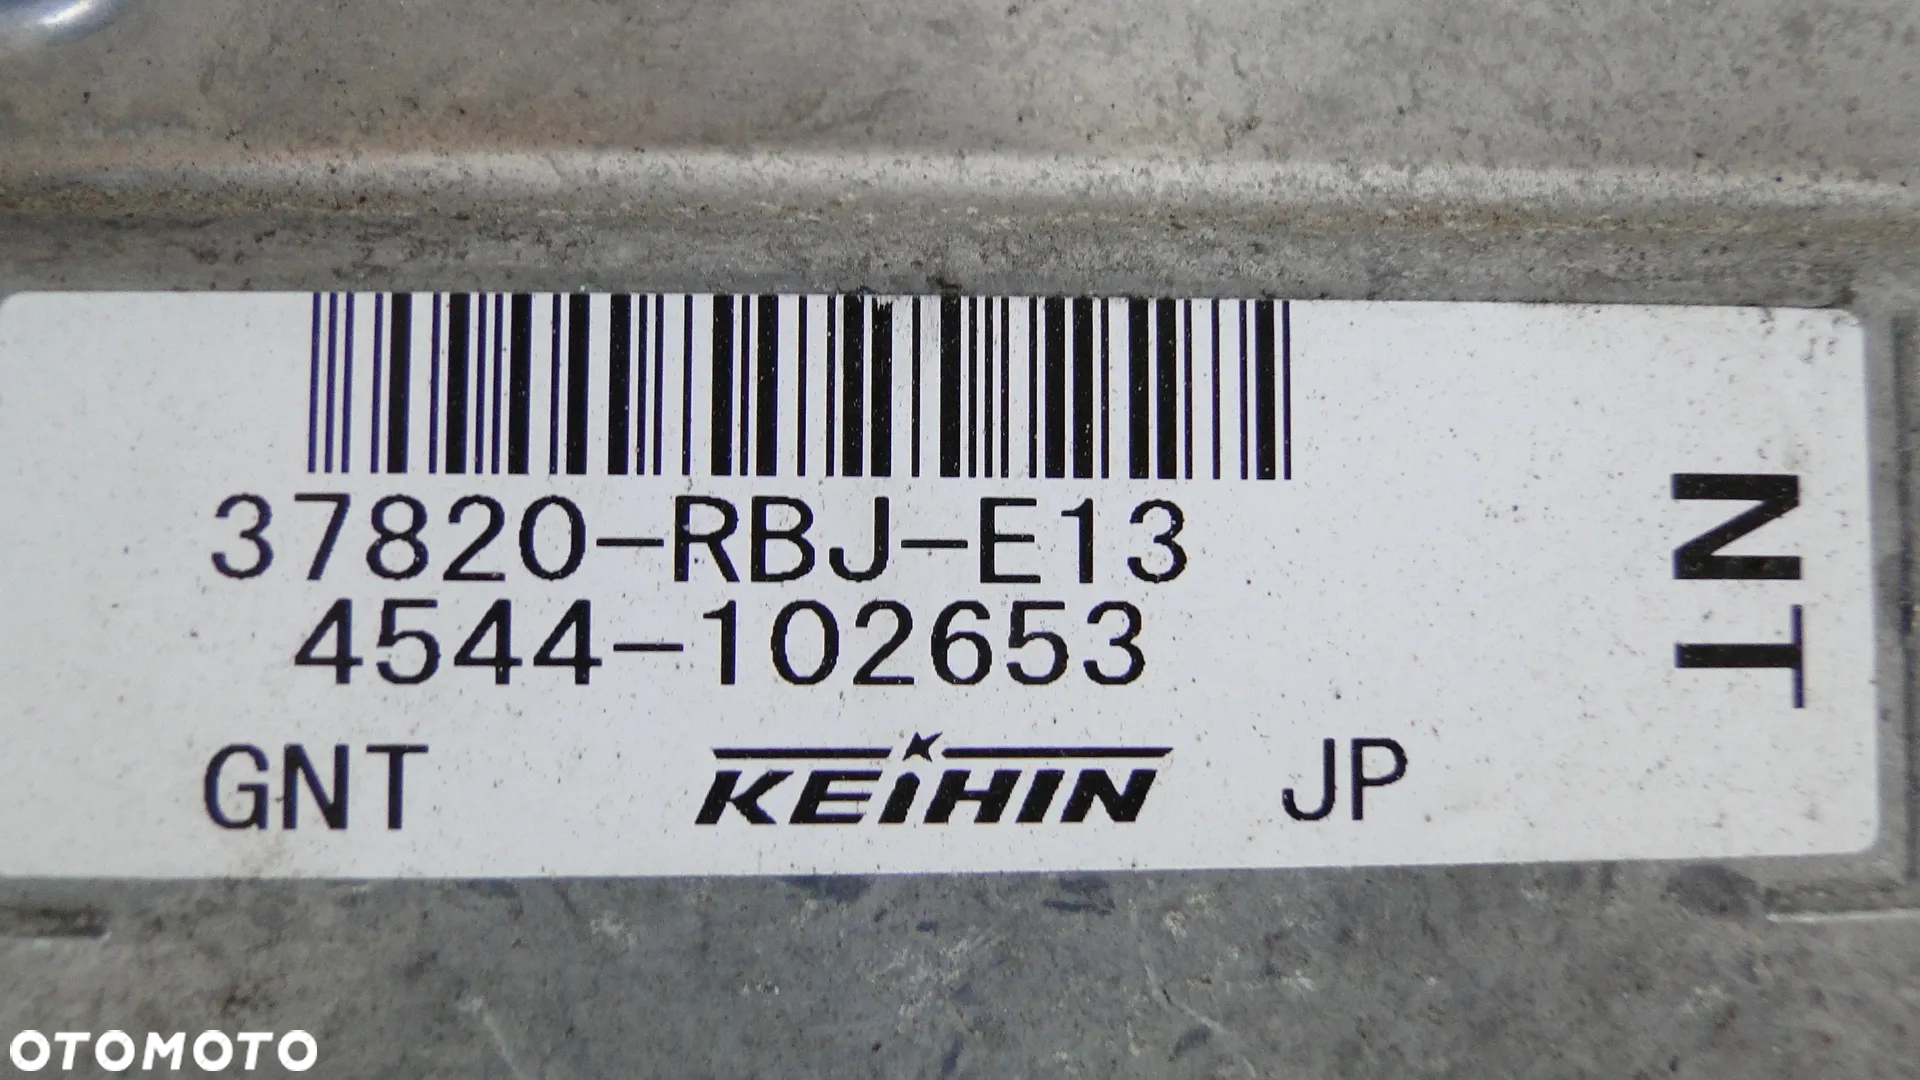 37820-RBJ-E13
4544-102653
GNT KEIHIN JP
NT
OTOMOTO